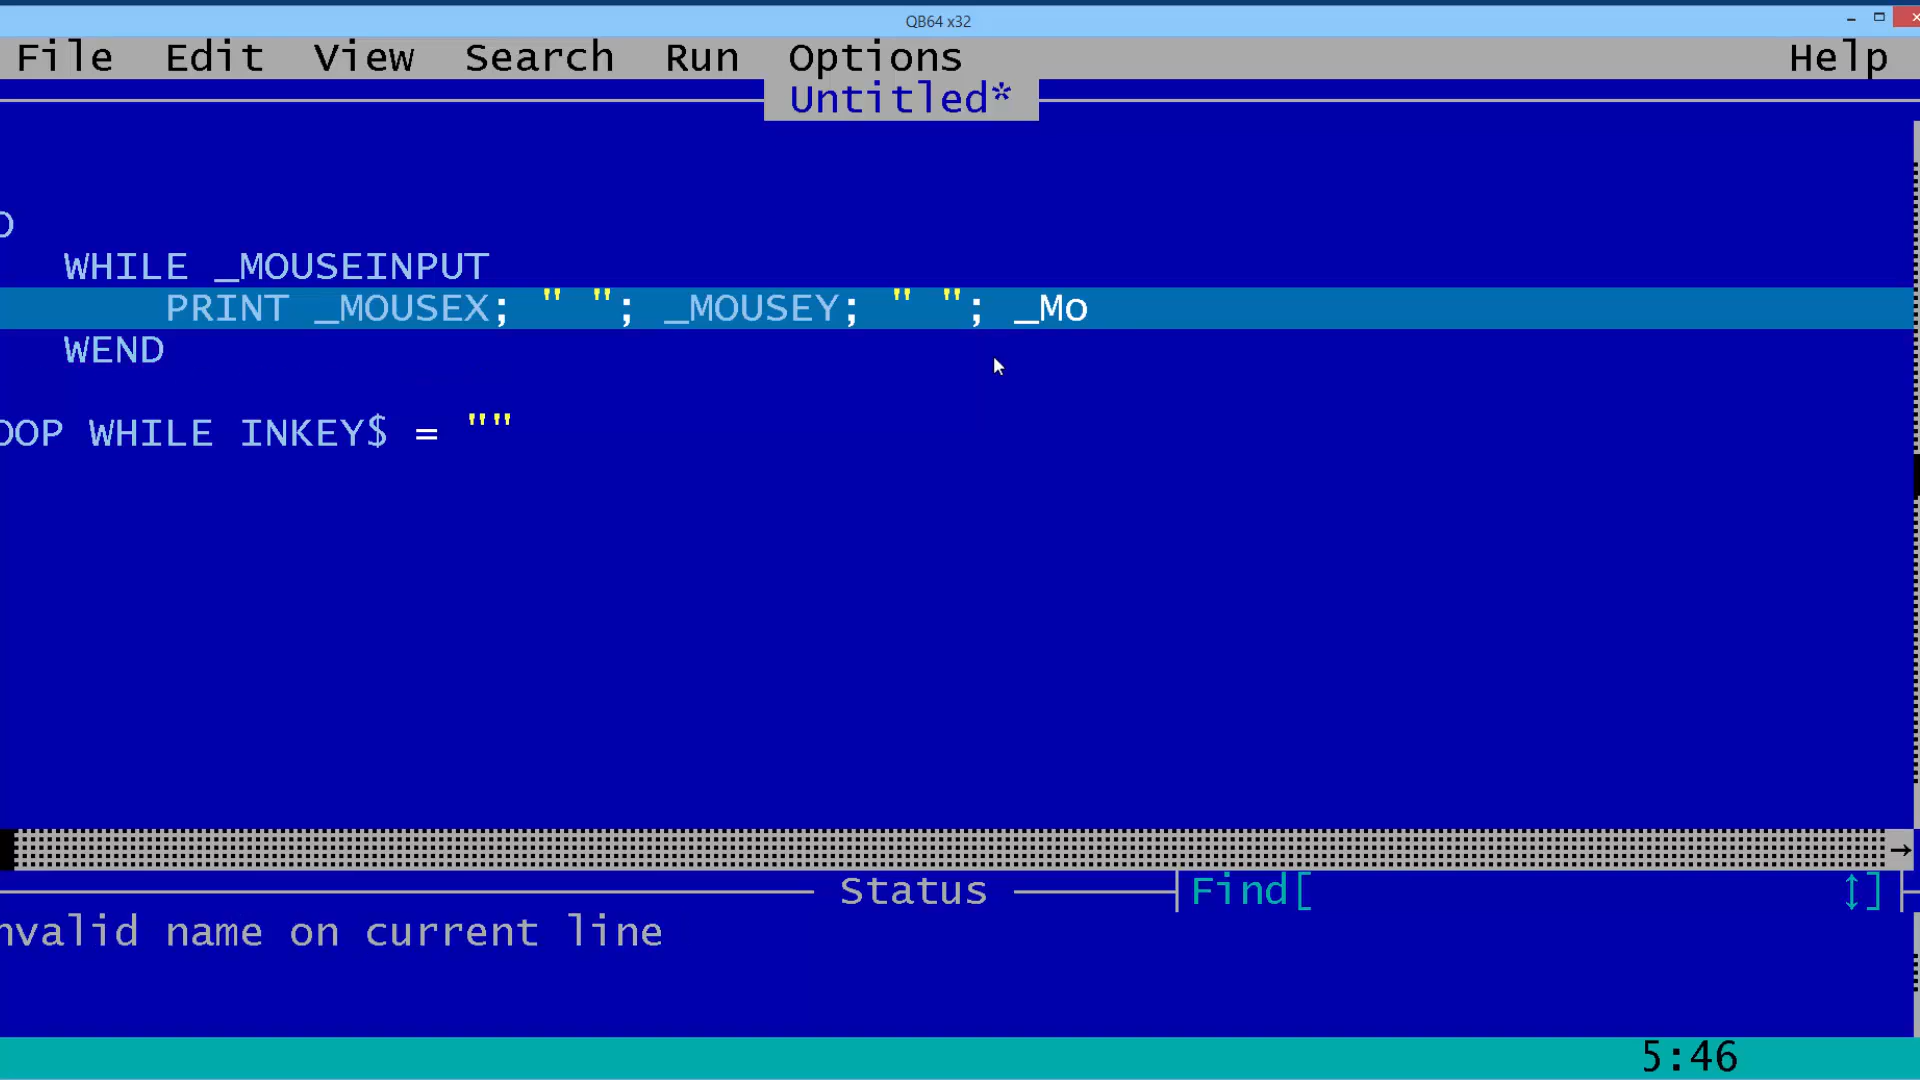 QB64 x32
File Edit View Search Run Options Help
Untitled*
O
WHILE _MOUSEINPUT
PRINT _MOUSEX; " "; _MOUSEY; " "; _Mo
WEND
OOP WHILE INKEY$ = ""
Status Find[ ↕]
nvalid name on current line
5:46